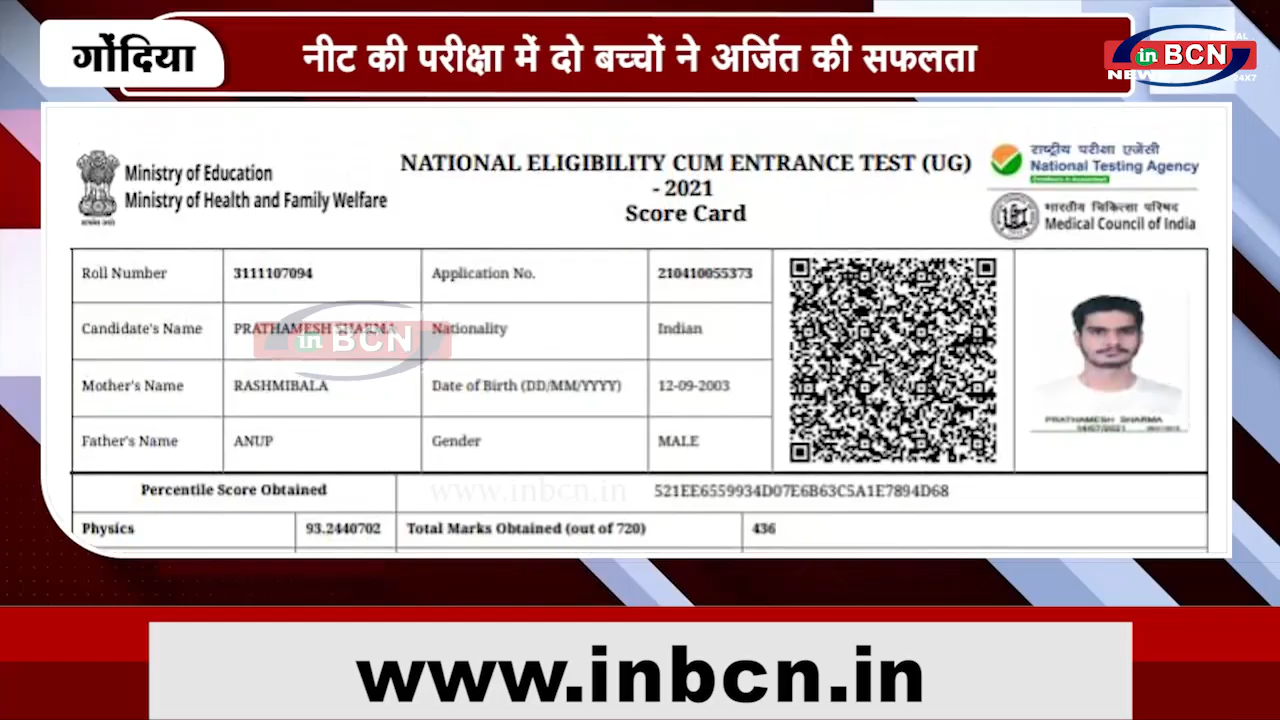 गोंदिया
नीट की परीक्षा में दो बच्चों ने अर्जित की सफलता
in BCN
NEWS
24X7
Ministry of Education
Ministry of Health and Family Welfare
NATIONAL ELIGIBILITY CUM ENTRANCE TEST (UG)
- 2021
Score Card
राष्ट्रीय परीक्षा एजेंसी
National Testing Agency
भारतीय चिकित्सा परिषद
Medical Council of India
Roll Number 3111107094 Application No. 210410055373
Candidate's Name PRATHAMESH SHARMA Nationality Indian
in BCN
Mother's Name RASHMIBALA Date of Birth (DD/MM/YYYY) 12-09-2003
Father's Name ANUP Gender MALE
PRATHAMESH SHARMA
Percentile Score Obtained 521EE6559934D07E6B63C5A1E7894D68
www.inbcn.in
Physics 93.2440702 Total Marks Obtained (out of 720) 436
www.inbcn.in